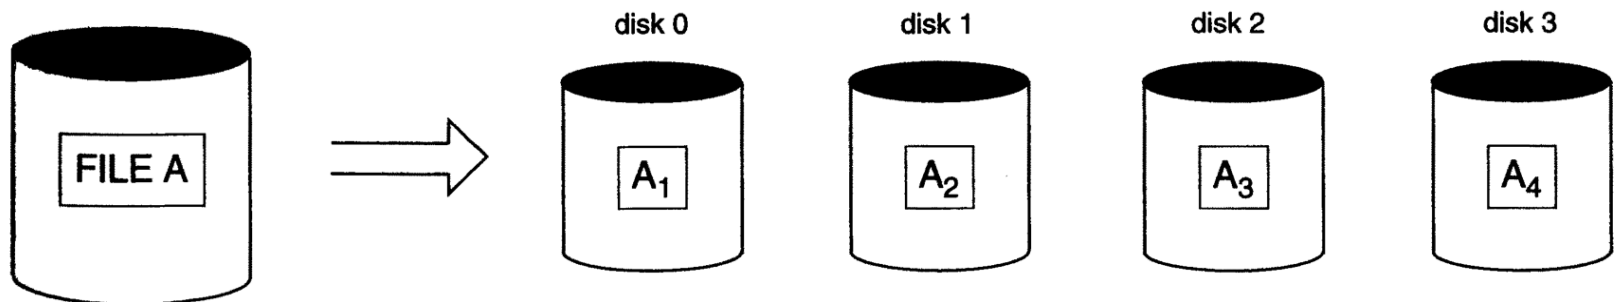 disk 0
disk 1
disk 2
disk 3
FILE A
A₁
A₂
A₃
A₄